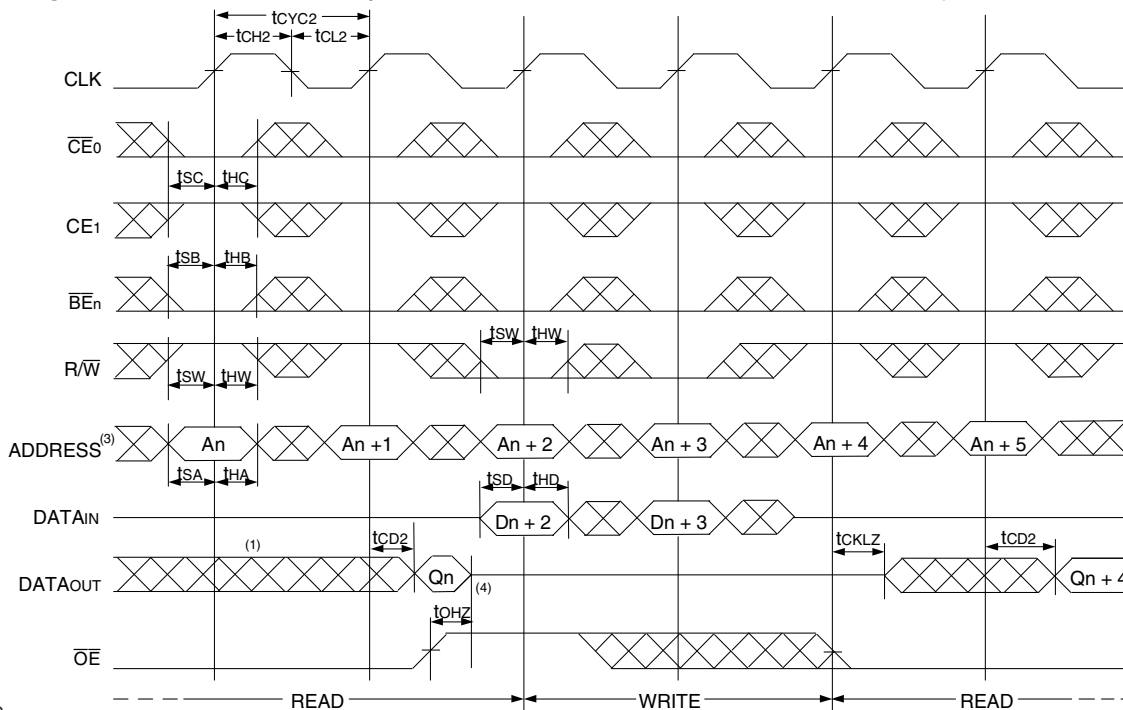 tCYC2
tCH2 tCL2
CLK
CE0
tSC tHC
CE1
tSB tHB
BEn
tSW tHW
R/W
tSW tHW
ADDRESS(3) An An +1 An + 2 An + 3 An + 4 An + 5
tSA tHA tSD tHD
DATAIN Dn + 2 Dn + 3
(1) tCD2 tCKLZ tCD2
DATAOUT Qn (4) Qn + 4
tOHZ
OE
READ WRITE READ